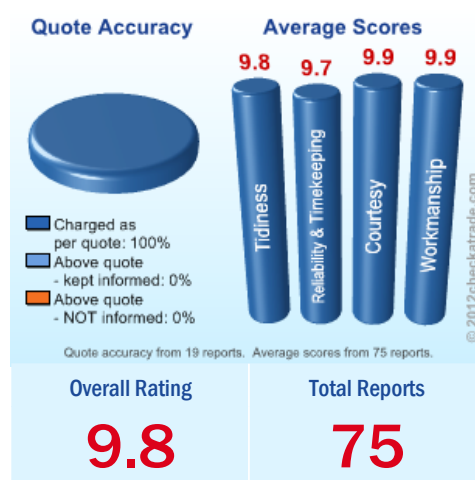 Quote Accuracy
Average Scores
9.8
9.7
9.9
9.9
Tidiness
Reliability & Timekeeping
Courtesy
Workmanship
Charged as
per quote: 100%
Above quote
- kept informed: 0%
Above quote
- NOT informed: 0%
© 2012checkatrade.com
Quote accuracy from 19 reports. Average scores from 75 reports.
Overall Rating
Total Reports
9.8
75